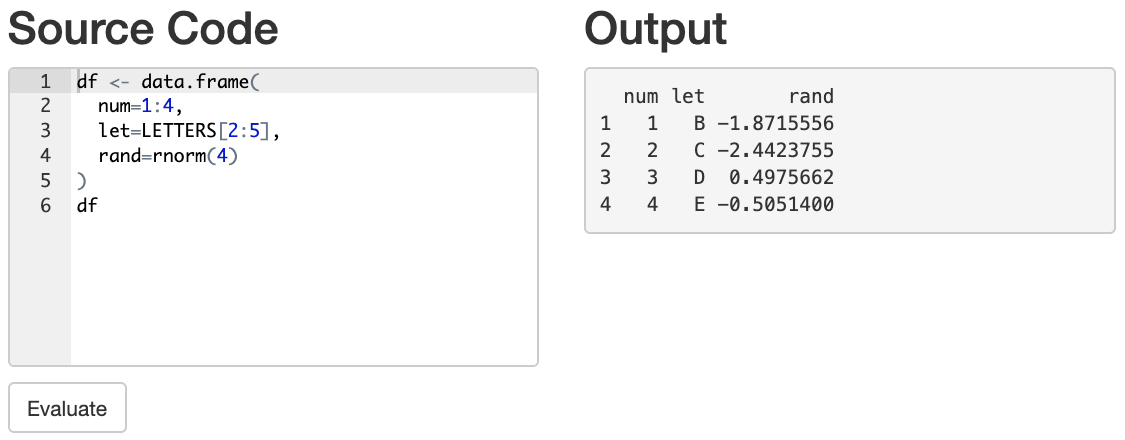 Source Code
1 df <- data.frame(
2   num=1:4,
3   let=LETTERS[2:5],
4   rand=rnorm(4)
5 )
6 df
Evaluate
Output
  num let       rand
1   1   B -1.8715556
2   2   C -2.4423755
3   3   D  0.4975662
4   4   E -0.5051400